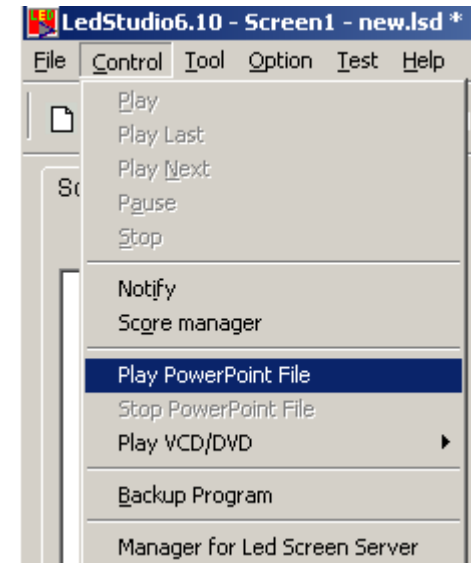 LED
LedStudio6.10 - Screen1 - new.lsd *
File Control Tool Option Test Help
Play
Play Last
Play Next
Pause
Stop
Notify
Score manager
Play PowerPoint File
Stop PowerPoint File
Play VCD/DVD
Backup Program
Manager for Led Screen Server